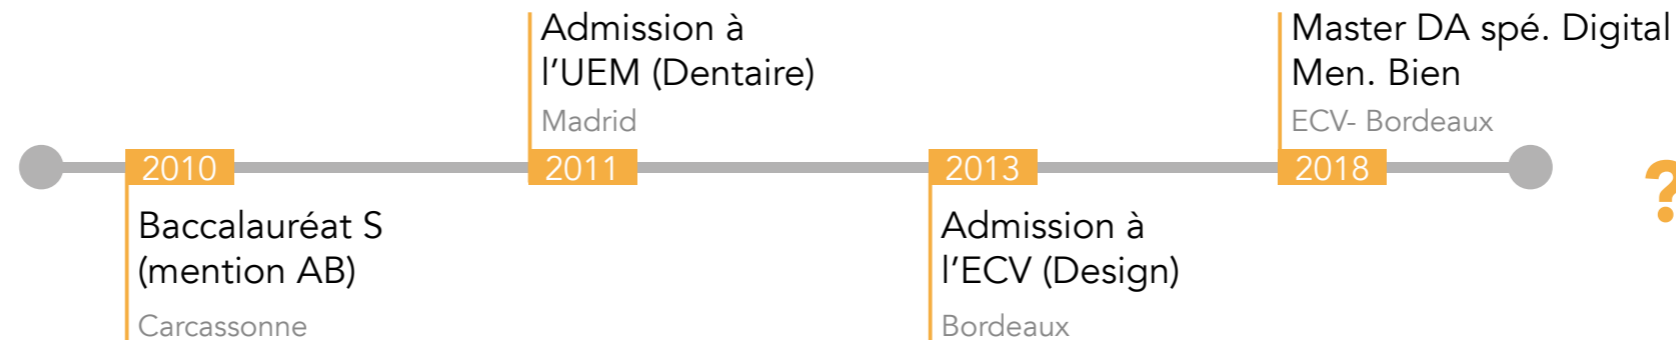 2010
Baccalauréat S
(mention AB)
Carcassonne
Admission à
l’UEM (Dentaire)
Madrid
2011
2013
Admission à
l’ECV (Design)
Bordeaux
Master DA spé. Digital
Men. Bien
ECV- Bordeaux
2018
?